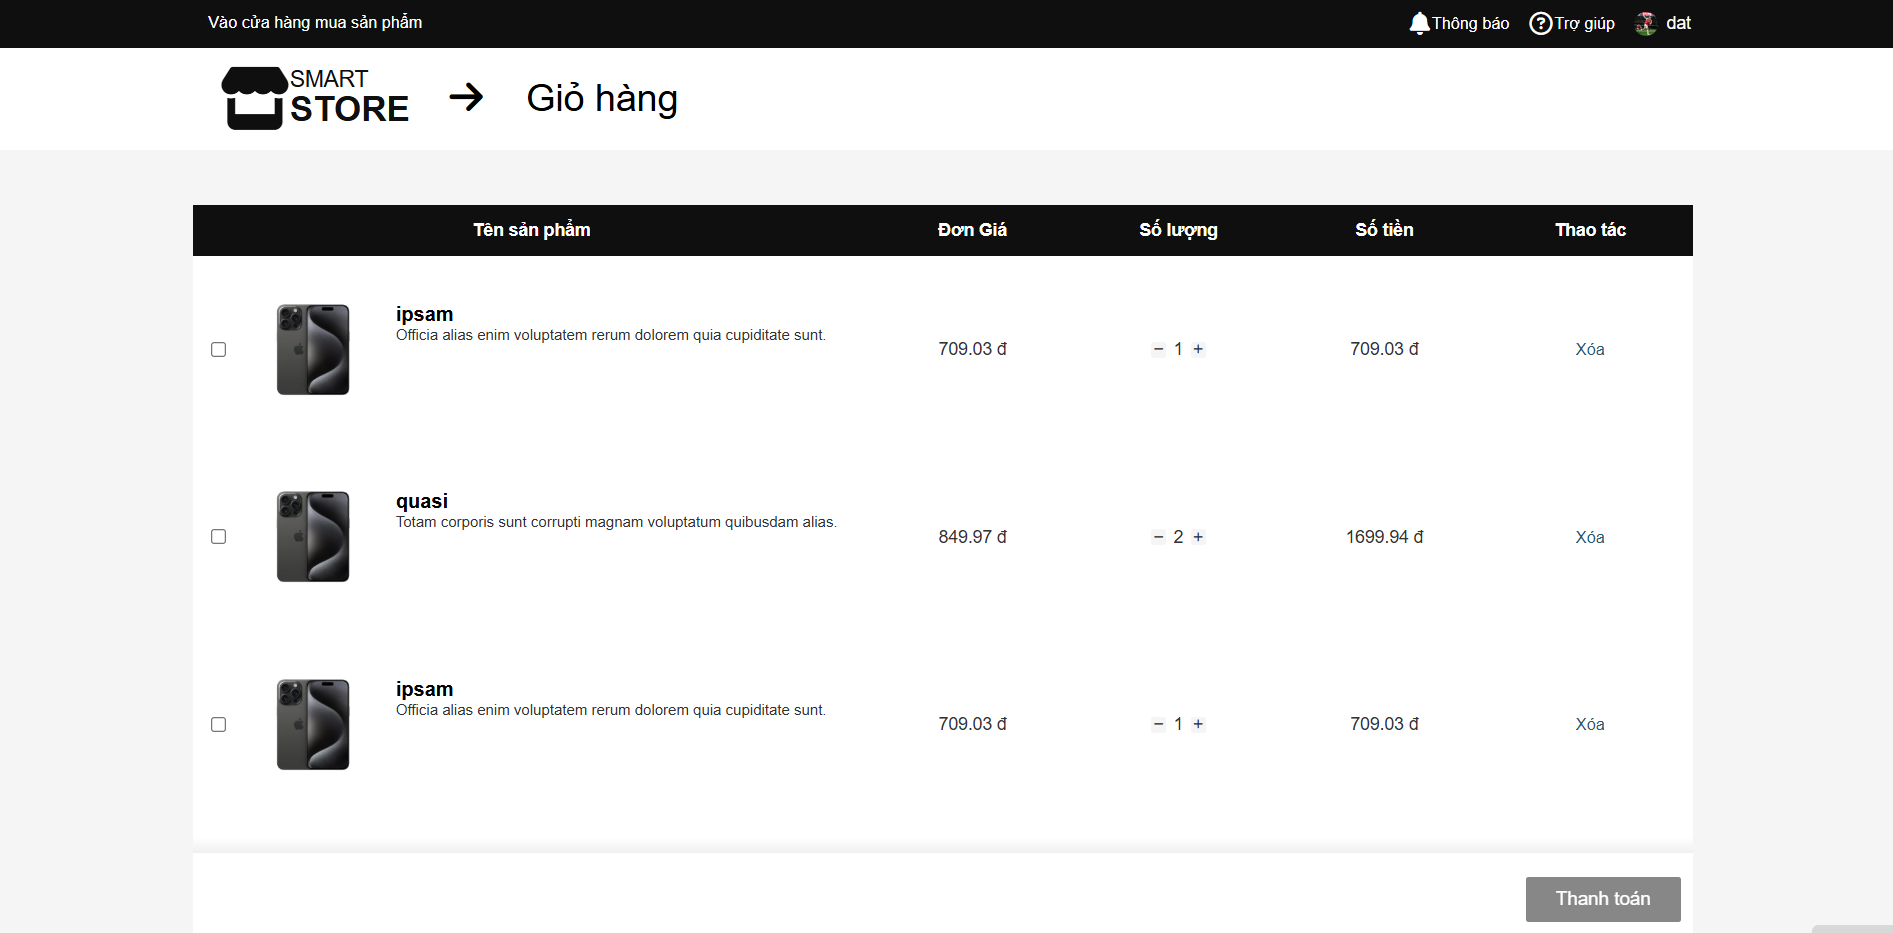 Vào cửa hàng mua sản phẩm
Thông báo
Trợ giúp
dat
SMART
STORE
Giỏ hàng
Tên sản phẩm Đơn Giá Số lượng Số tiền Thao tác
ipsam
Officia alias enim voluptatem rerum dolorem quia cupiditate sunt.
709.03 đ − 1 + 709.03 đ Xóa
quasi
Totam corporis sunt corrupti magnam voluptatum quibusdam alias.
849.97 đ − 2 + 1699.94 đ Xóa
ipsam
Officia alias enim voluptatem rerum dolorem quia cupiditate sunt.
709.03 đ − 1 + 709.03 đ Xóa
Thanh toán